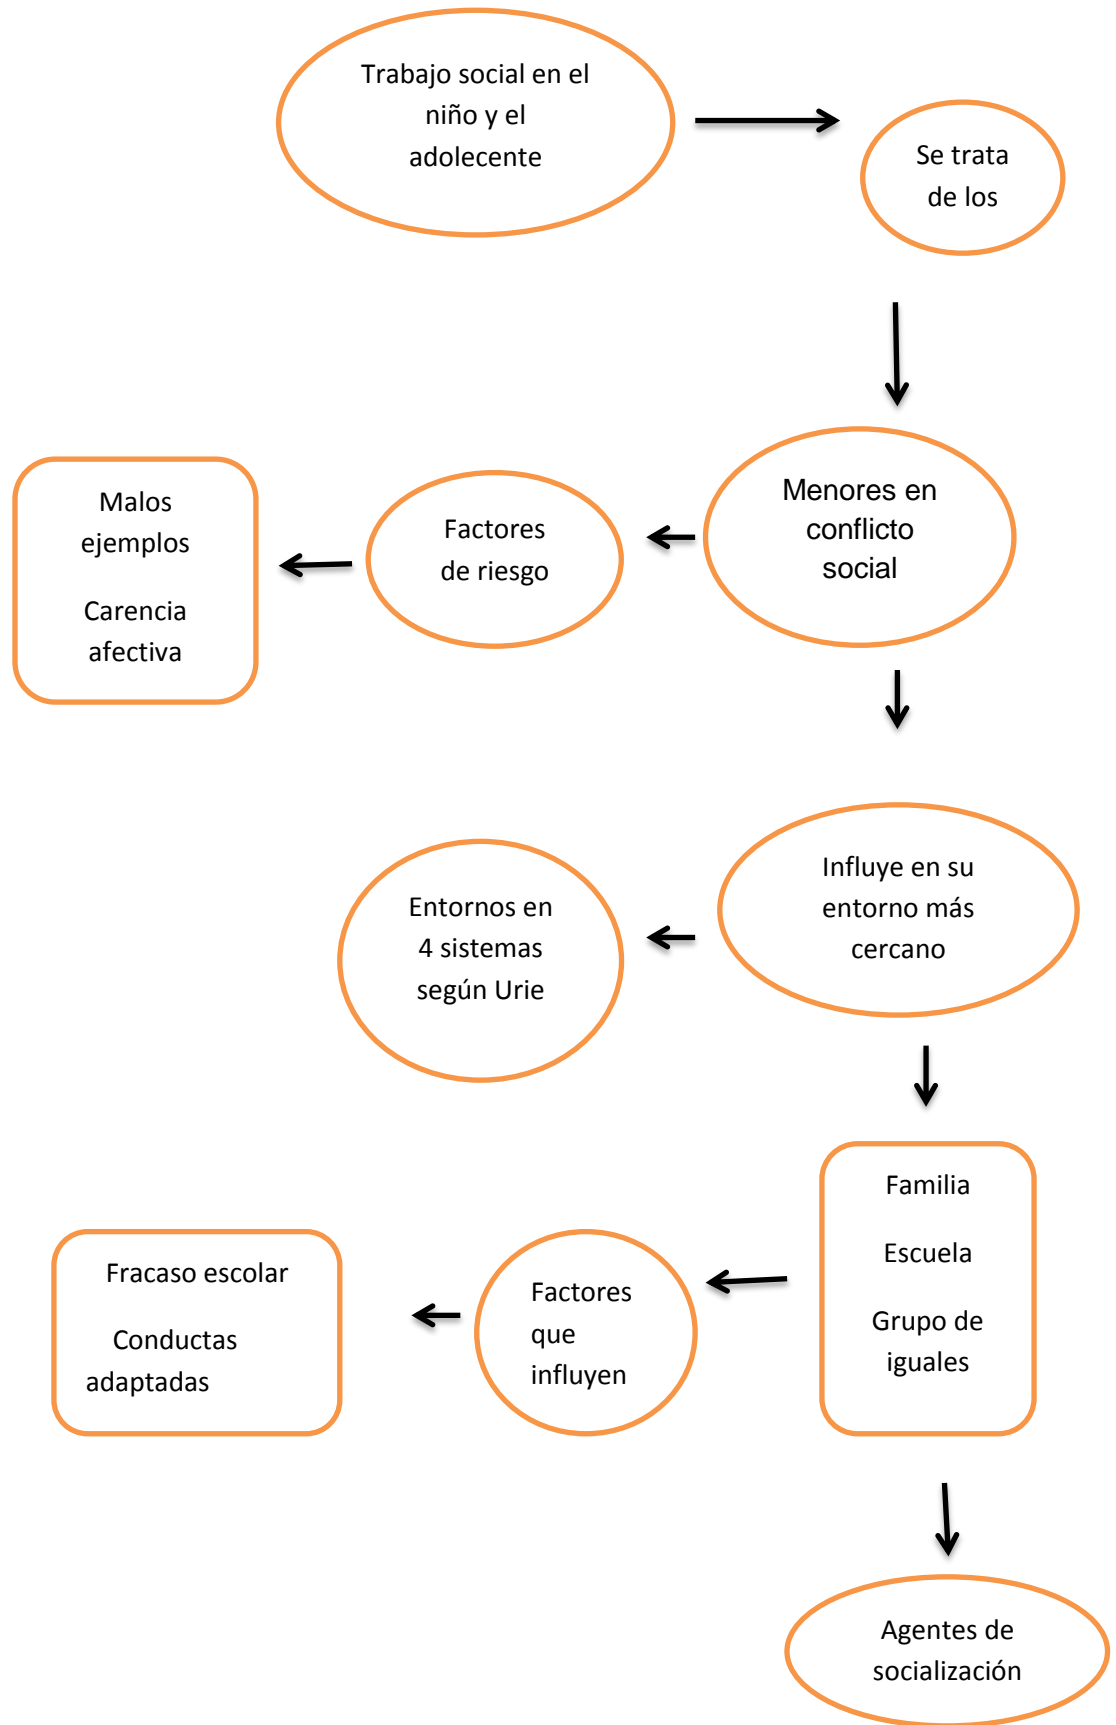 Trabajo social en el
niño y el
adolecente
Se trata
de los
Menores en
conflicto
social
Factores
de riesgo
Malos
ejemplos
Carencia
afectiva
Influye en su
entorno más
cercano
Entornos en
4 sistemas
según Urie
Familia
Escuela
Grupo de
iguales
Factores
que
influyen
Fracaso escolar
Conductas
adaptadas
Agentes de
socialización